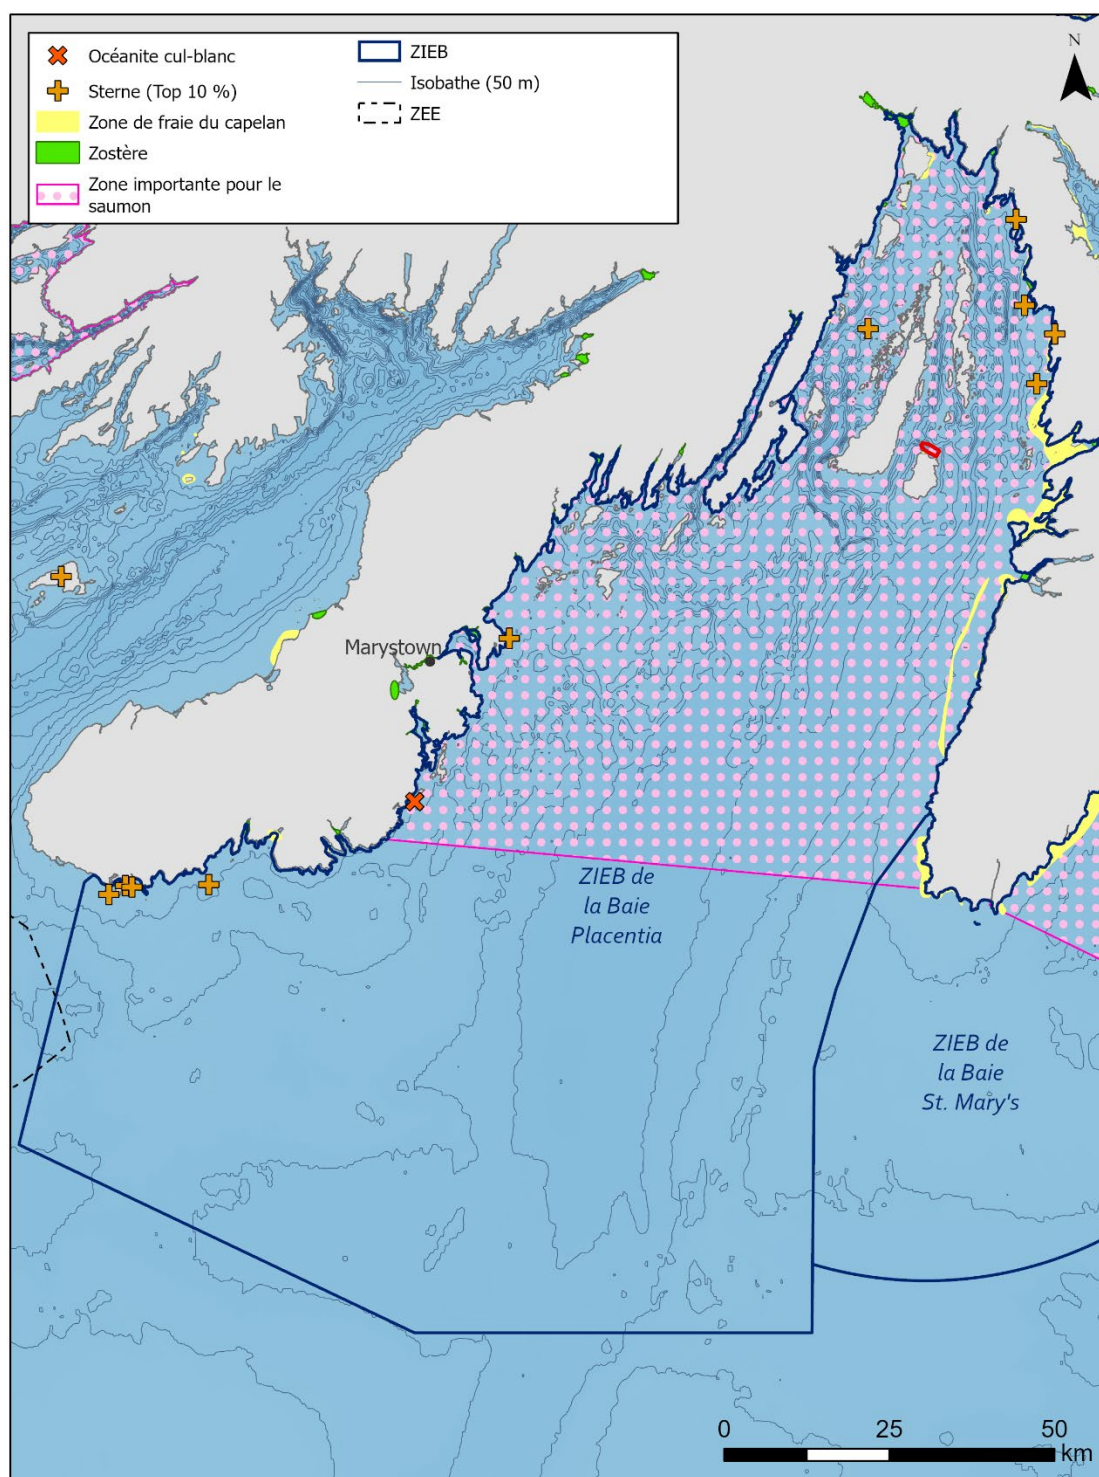 Océanite cul-blanc
Sterne (Top 10 %)
Zone de fraie du capelan
Zostère
Zone importante pour le
saumon
ZIEB
Isobathe (50 m)
ZEE
N
Marystown
ZIEB de
la Baie
Placentia
ZIEB de
la Baie
St. Mary's
0 25 50
km